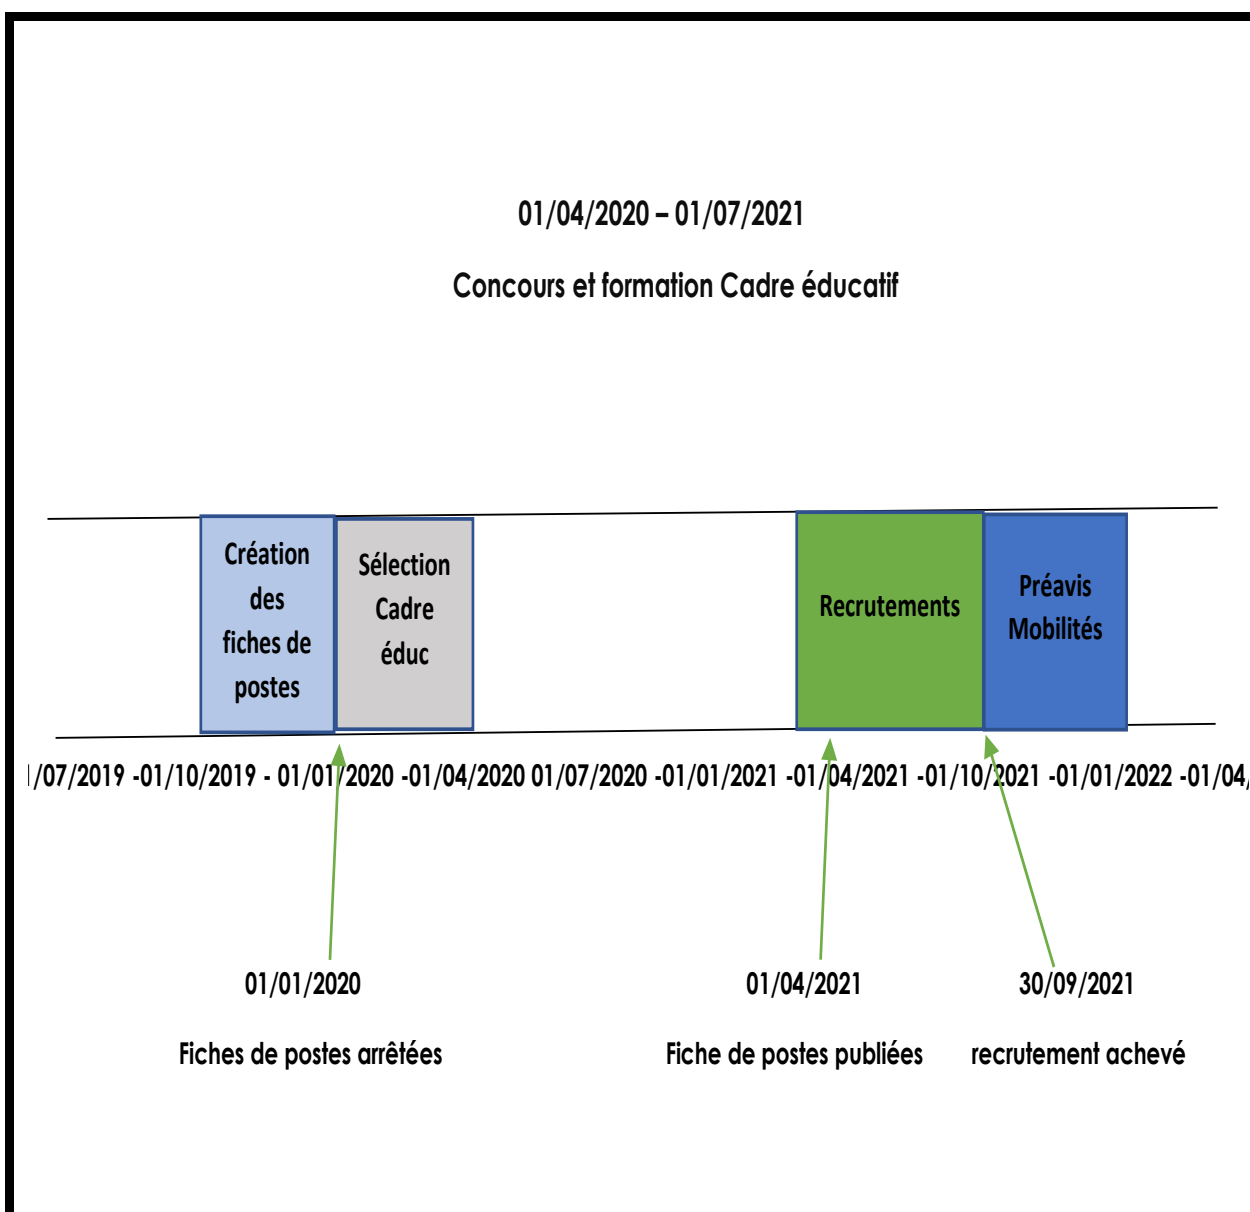 01/04/2020 – 01/07/2021
Concours et formation Cadre éducatif
Création
des
fiches de
postes
Sélection
Cadre
éduc
Recrutements
Préavis
Mobilités
/07/2019 -01/10/2019 - 01/01/2020 -01/04/2020 01/07/2020 -01/01/2021 -01/04/2021 -01/10/2021 -01/01/2022 -01/04/
01/01/2020
Fiches de postes arrêtées
01/04/2021
Fiche de postes publiées
30/09/2021
recrutement achevé